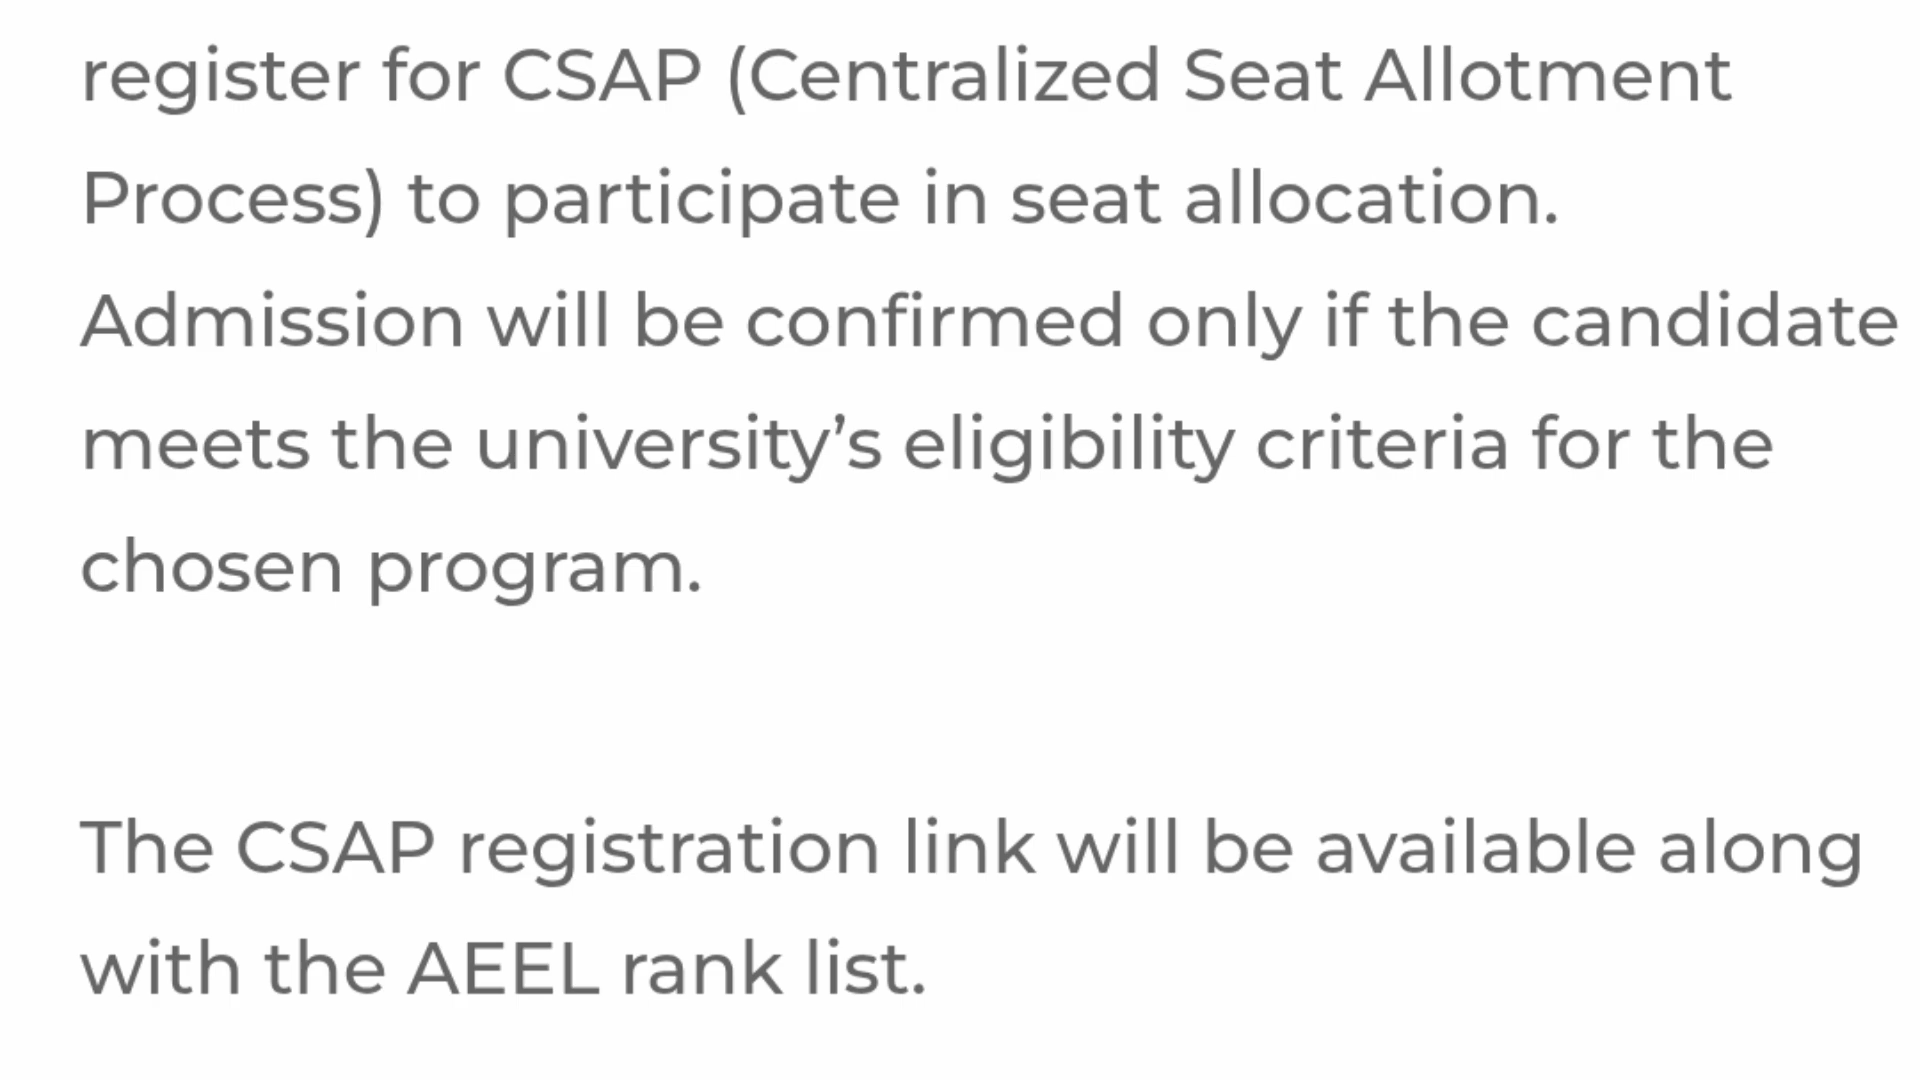 register for CSAP (Centralized Seat Allotment
Process) to participate in seat allocation.
Admission will be confirmed only if the candidate
meets the university’s eligibility criteria for the
chosen program.
The CSAP registration link will be available along
with the AEEL rank list.